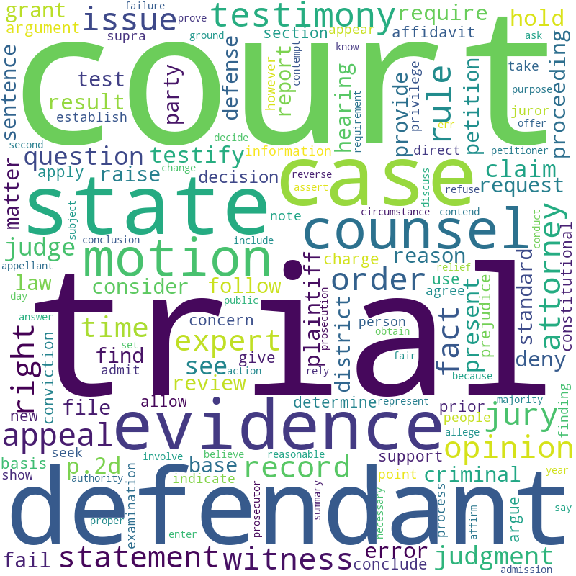 grant
argument
failure
prove
supra
issue
testimony
require
affidavit
appear
section
hold
ground
know
ask
court
sentence
test
result
establish
party
defense
however
report
hearing
contempt
requirement
provide
privilege
rule
petition
take
juror
offer
purpose
proceeding
second
decide
question
testify
information
direct
petitioner
apply
raise
decision
change
reverse
assert
eff
discuss
refuse
claim
request
case
matter
subject
note
circumstance
contend
state
counsel
conduct
conclusion
include
judge
motion
reason
attorney
constitutional
appellant
consider
charge
relief
order
law
day
follow
public
plaintiff
prosecution
use
agree
fact
present
prejudice
standard
deny
right
answer
time
set
concern
person
obtain
district
because
trial
conviction
find
admit
action
expert
give
rely
fair
see
review
determine
represent
majority
finding
new
file
allow
prior
people
allege
jury
appeal
evidence
opinion
basis
seek
show
p.2d
involve
believe
reasonable
base
record
support
point
criminal
year
authority
indicate
proper
examination
prosecutor
summary
necessary
process
affirm
argue
say
defendant
enter
fail
statement
witness
error
conclude
judgment
admission